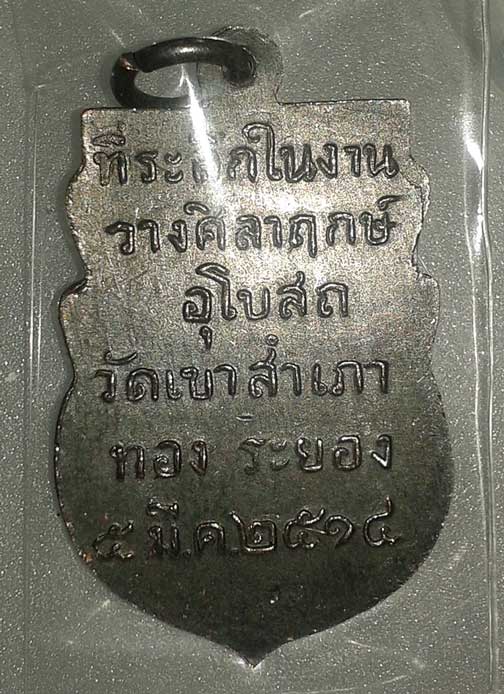 ที่ระลึกในงาน
วางศิลาฤกษ์
อุโบสถ
วัดเขาสำเภา
ทอง ระยอง
๕ มี.ค.๒๕๑๔